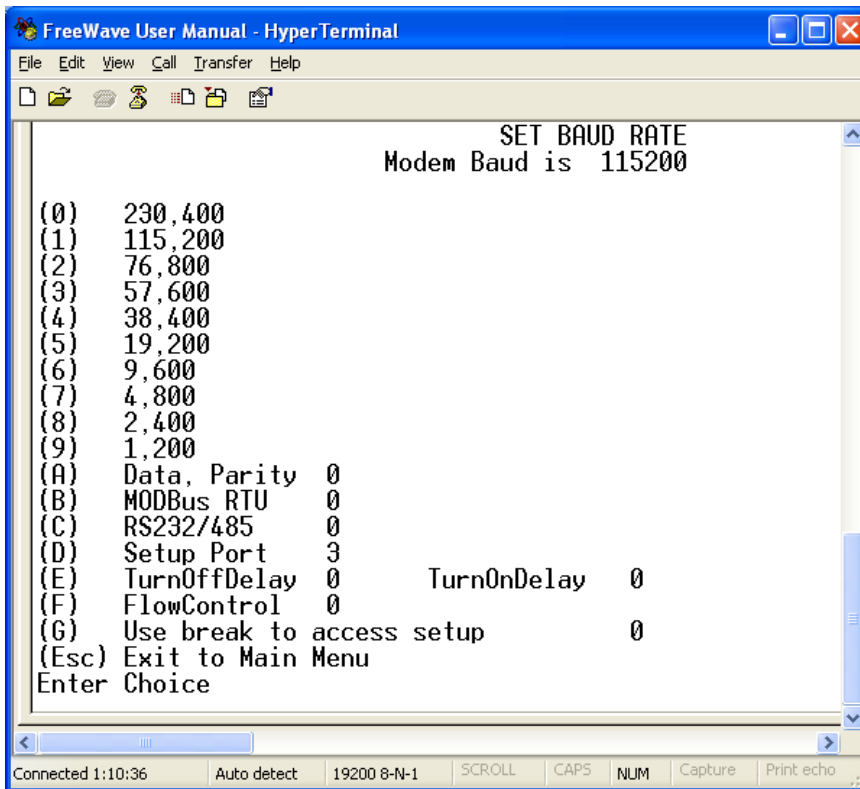 FreeWave User Manual - HyperTerminal
File Edit View Call Transfer Help
SET BAUD RATE
Modem Baud is 115200
(0) 230,400
(1) 115,200
(2) 76,800
(3) 57,600
(4) 38,400
(5) 19,200
(6) 9,600
(7) 4,800
(8) 2,400
(9) 1,200
(A) Data, Parity 0
(B) MODBus RTU 0
(C) RS232/485 0
(D) Setup Port 3
(E) TurnOffDelay 0 TurnOnDelay 0
(F) FlowControl 0
(G) Use break to access setup 0
(Esc) Exit to Main Menu
Enter Choice
Connected 1:10:36 Auto detect 19200 8-N-1 SCROLL CAPS NUM Capture Print echo